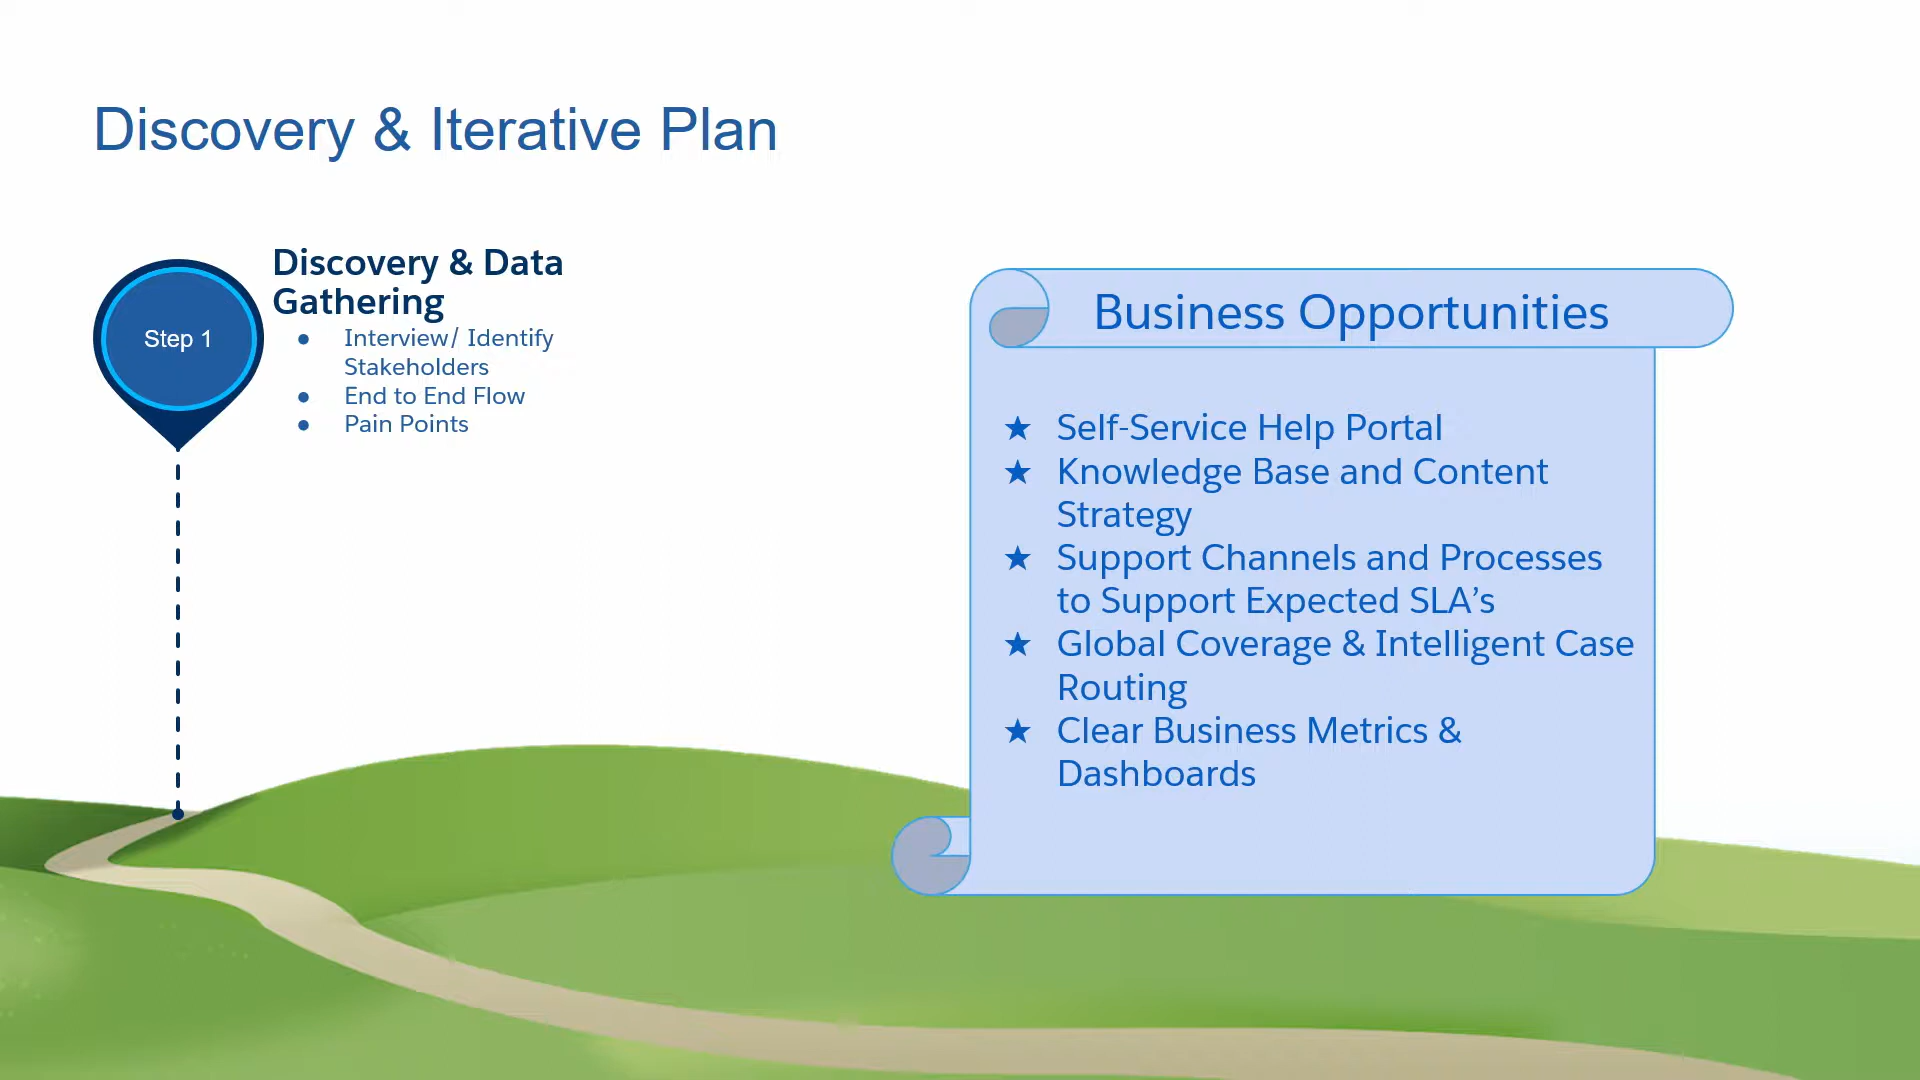 Discovery & Iterative Plan
Step 1
Discovery & Data
Gathering
● Interview/ Identify
Stakeholders
● End to End Flow
● Pain Points
Business Opportunities
★ Self-Service Help Portal
★ Knowledge Base and Content
Strategy
★ Support Channels and Processes
to Support Expected SLA’s
★ Global Coverage & Intelligent Case
Routing
★ Clear Business Metrics &
Dashboards